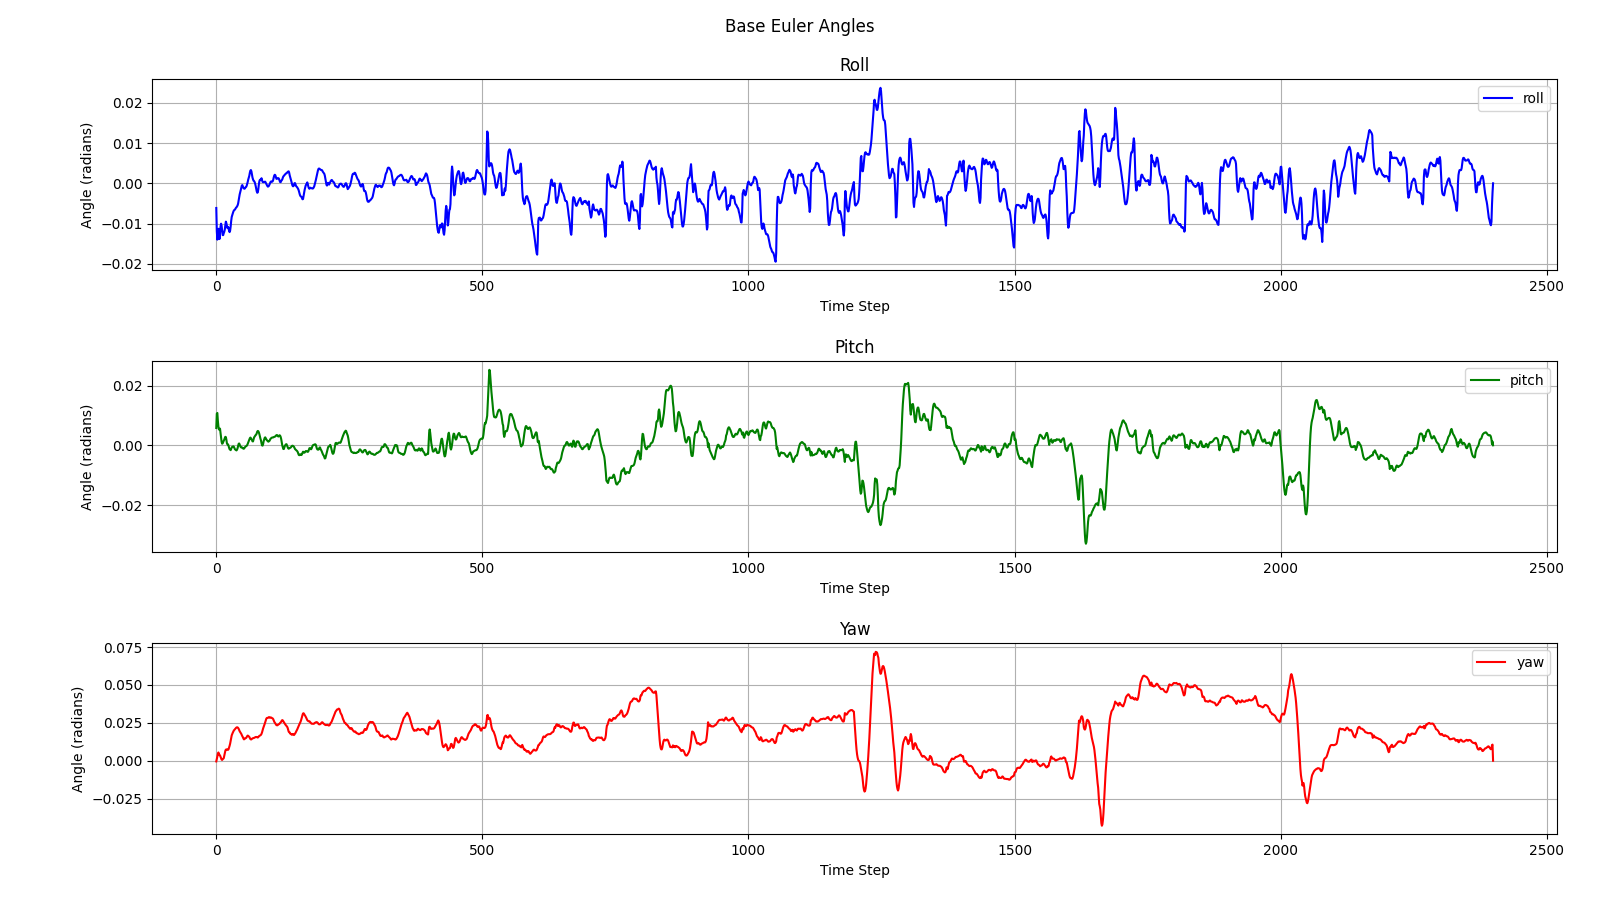 Base Euler Angles
Roll
Angle (radians)
0.02
0.01
0.00
−0.01
−0.02
roll
0 500 1000 1500 2000 2500
Time Step
Pitch
Angle (radians)
0.02
0.00
−0.02
pitch
0 500 1000 1500 2000 2500
Time Step
Yaw
Angle (radians)
0.075
0.050
0.025
0.000
−0.025
yaw
0 500 1000 1500 2000 2500
Time Step